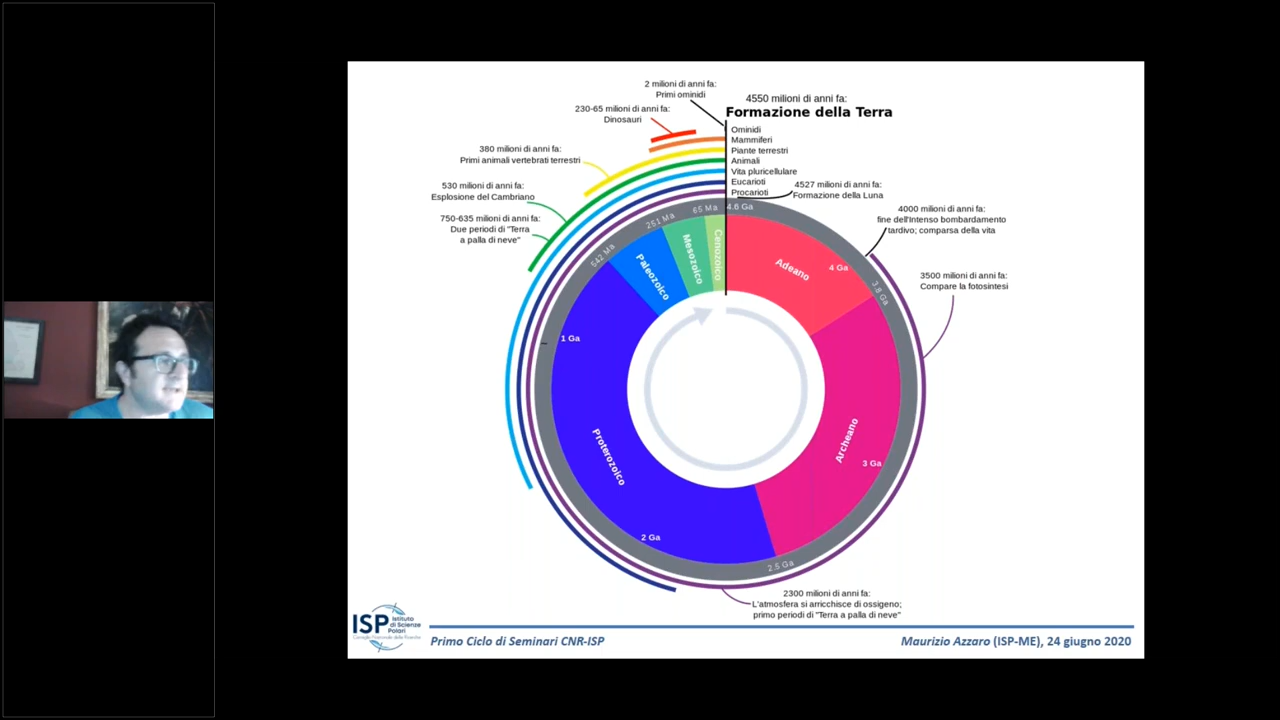 2 milioni di anni fa:
Primi ominidi
4550 milioni di anni fa:
Formazione della Terra
230-65 milioni di anni fa:
Dinosauri
Ominidi
Mammiferi
Piante terrestri
Animali
Vita pluricellulare
Eucarioti
Procarioti
380 milioni di anni fa:
Primi animali vertebrati terrestri
530 milioni di anni fa:
Esplosione del Cambriano
750-635 milioni di anni fa:
Due periodi di "Terra
a palla di neve"
4527 milioni di anni fa:
Formazione della Luna
4000 milioni di anni fa:
fine dell'Intenso bombardamento
tardivo; comparsa della vita
3500 milioni di anni fa:
Compare la fotosintesi
4.6 Ga
65 Ma
251 Ma
542 Ma
Cenozoico
Mesozoico
Paleozoico
Adeano
4 Ga
3.8 Ga
1 Ga
Proterozoico
Archeano
3 Ga
2 Ga
2.5 Ga
2300 milioni di anni fa:
L'atmosfera si arricchisce di ossigeno;
primo periodi di "Terra a palla di neve"
ISP
Istituto
di Scienze
Polari
Consiglio Nazionale delle Ricerche
Primo Ciclo di Seminari CNR-ISP
Maurizio Azzaro (ISP-ME), 24 giugno 2020